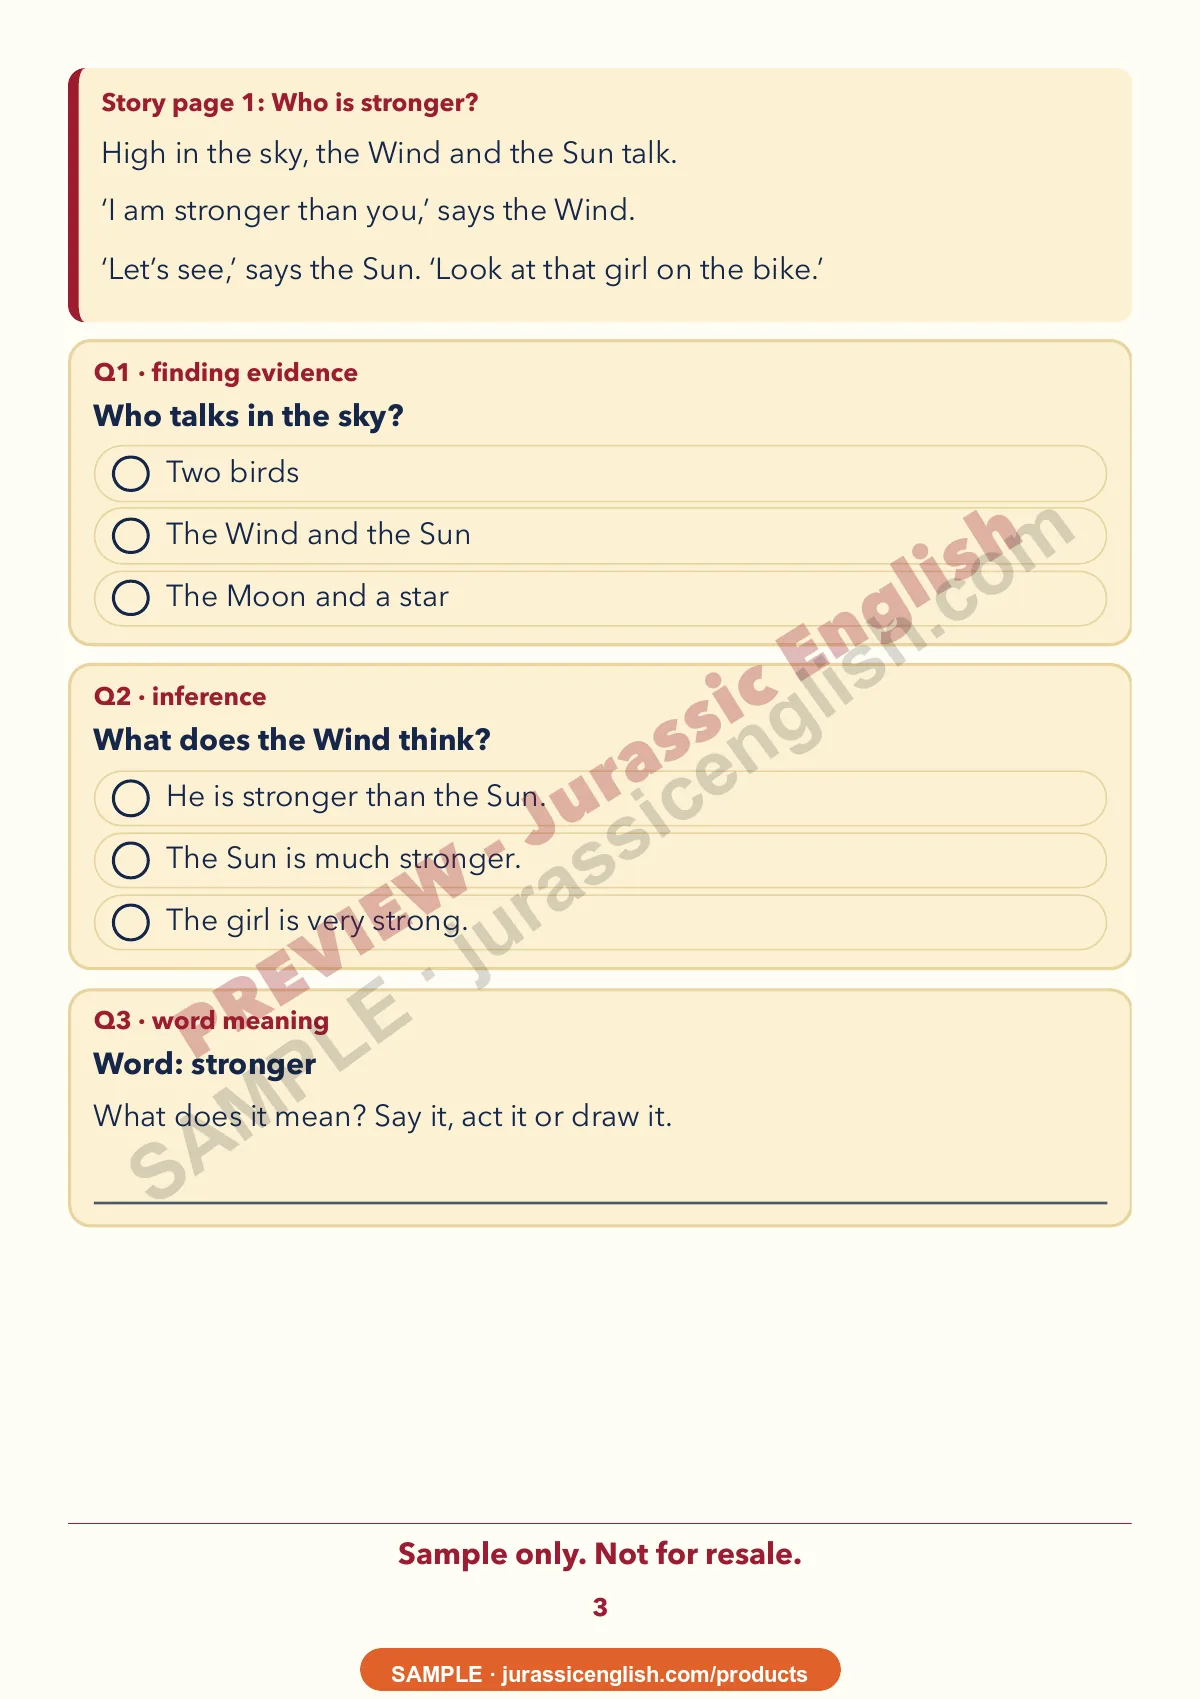 Story page 1: Who is stronger?
High in the sky, the Wind and the Sun talk.
‘I am stronger than you,’ says the Wind.
‘Let’s see,’ says the Sun. ‘Look at that girl on the bike.’
Q1 · finding evidence
Who talks in the sky?
Two birds
The Wind and the Sun
The Moon and a star
Q2 · inference
What does the Wind think?
He is stronger than the Sun.
The Sun is much stronger.
The girl is very strong.
Q3 · word meaning
Word: stronger
What does it mean? Say it, act it or draw it.
PREVIEW · Jurassic English
SAMPLE · jurassicenglish.com
Sample only. Not for resale.
3
SAMPLE · jurassicenglish.com/products